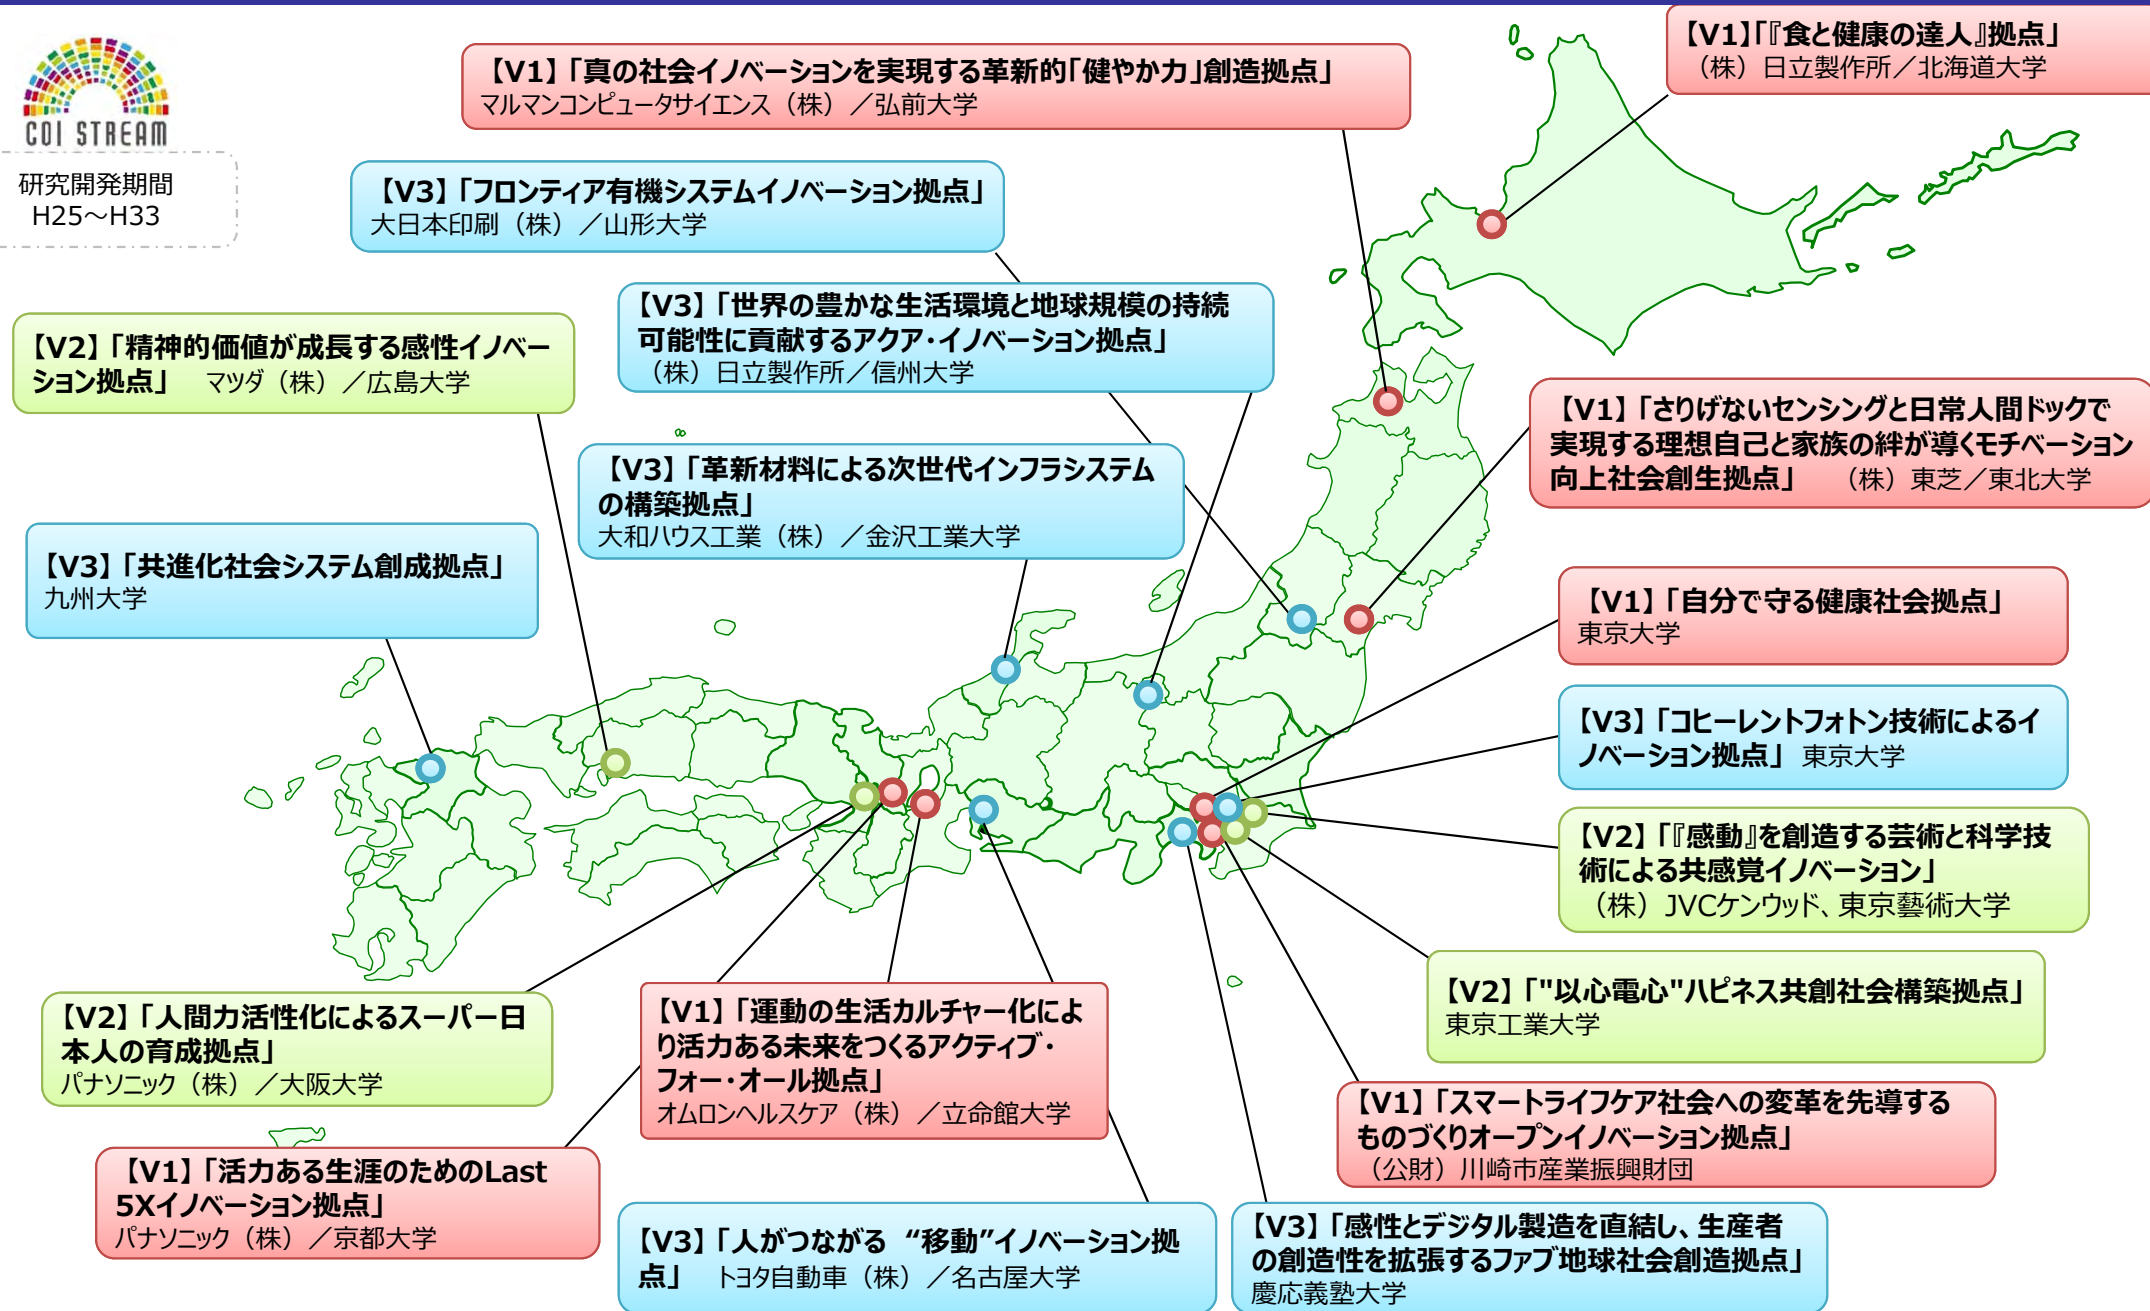 COI STREAM
研究開発期間
H25～H33
【V1】「真の社会イノベーションを実現する革新的「健やか力」創造拠点」
マルマンコンピュータサイエンス（株）／弘前大学
【V1】「『食と健康の達人』拠点」
（株）日立製作所／北海道大学
【V3】「フロンティア有機システムイノベーション拠点」
大日本印刷（株）／山形大学
【V3】「世界の豊かな生活環境と地球規模の持続
可能性に貢献するアクア・イノベーション拠点」
（株）日立製作所／信州大学
【V2】「精神的価値が成長する感性イノベー
ション拠点」　マツダ（株）／広島大学
【V1】「さりげないセンシングと日常人間ドックで
実現する理想自己と家族の絆が導くモチベーション
向上社会創生拠点」　（株）東芝／東北大学
【V3】「革新材料による次世代インフラシステム
の構築拠点」
大和ハウス工業（株）／金沢工業大学
【V3】「共進化社会システム創成拠点」
九州大学
【V1】「自分で守る健康社会拠点」
東京大学
【V3】「コヒーレントフォトン技術によるイ
ノベーション拠点」 東京大学
【V2】「『感動』を創造する芸術と科学技
術による共感覚イノベーション」
（株）JVCケンウッド、東京藝術大学
【V2】「"以心電心"ハピネス共創社会構築拠点」
東京工業大学
【V2】「人間力活性化によるスーパー日
本人の育成拠点」
パナソニック（株）／大阪大学
【V1】「運動の生活カルチャー化によ
り活力ある未来をつくるアクティブ・
フォー・オール拠点」
オムロンヘルスケア（株）／立命館大学
【V1】「スマートライフケア社会への変革を先導する
ものづくりオープンイノベーション拠点」
（公財）川崎市産業振興財団
【V1】「活力ある生涯のためのLast
5Xイノベーション拠点」
パナソニック（株）／京都大学
【V3】「人がつながる “移動”イノベーション拠
点」　トヨタ自動車（株）／名古屋大学
【V3】「感性とデジタル製造を直結し、生産者
の創造性を拡張するファブ地球社会創造拠点」
慶応義塾大学